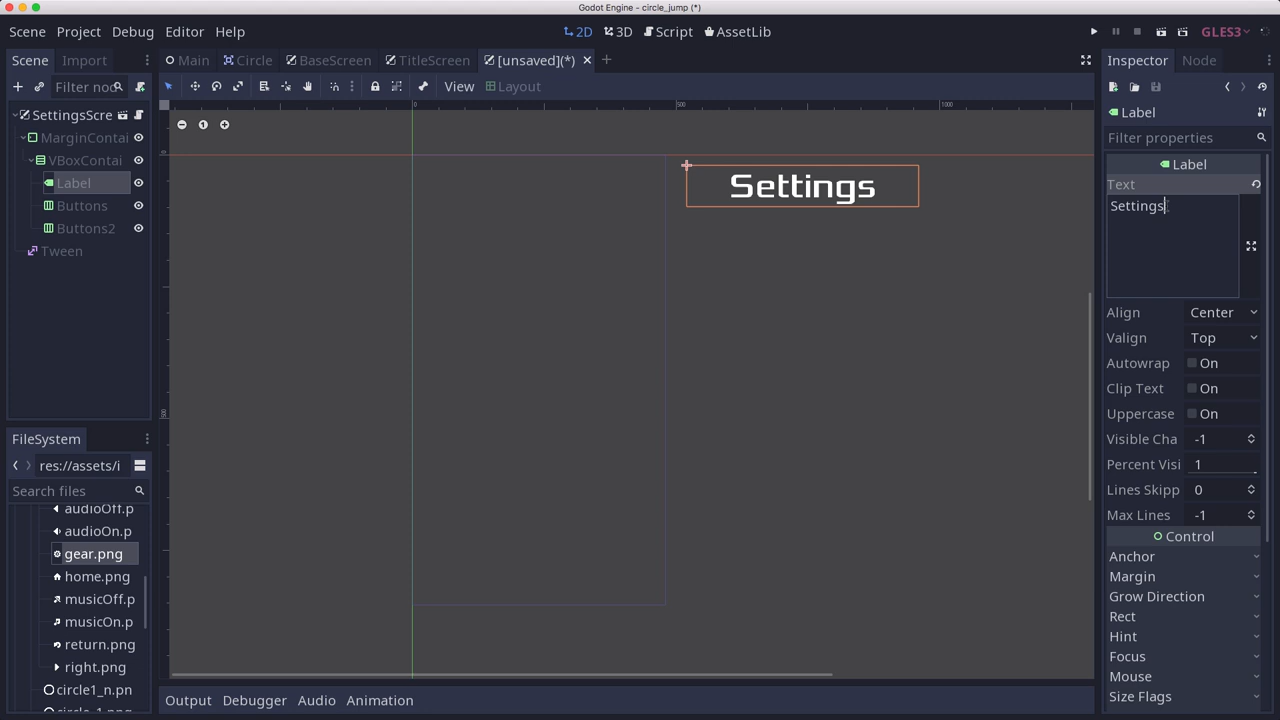 Godot Engine - circle_jump (*)
Scene Project Debug Editor Help
2D 3D Script AssetLib
GLES3
Scene Import
Main Circle BaseScreen TitleScreen [unsaved](*)
Inspector Node
Filter noc
View Layout
SettingsScre
MarginContai
VBoxContai
Label
Buttons
Buttons2
Tween
0 500 1000
0
500
Settings
Label
Filter properties
Label
Text
Settings
Align Center
Valign Top
Autowrap On
Clip Text On
Uppercase On
Visible Cha -1
Percent Visi 1
Lines Skipp 0
Max Lines -1
Control
Anchor
Margin
Grow Direction
Rect
Hint
Focus
Mouse
Size Flags
FileSystem
res://assets/i
Search files
audioOff.p
audioOn.p
gear.png
home.png
musicOff.p
musicOn.p
return.png
right.png
circle1_n.pn
Output Debugger Audio Animation